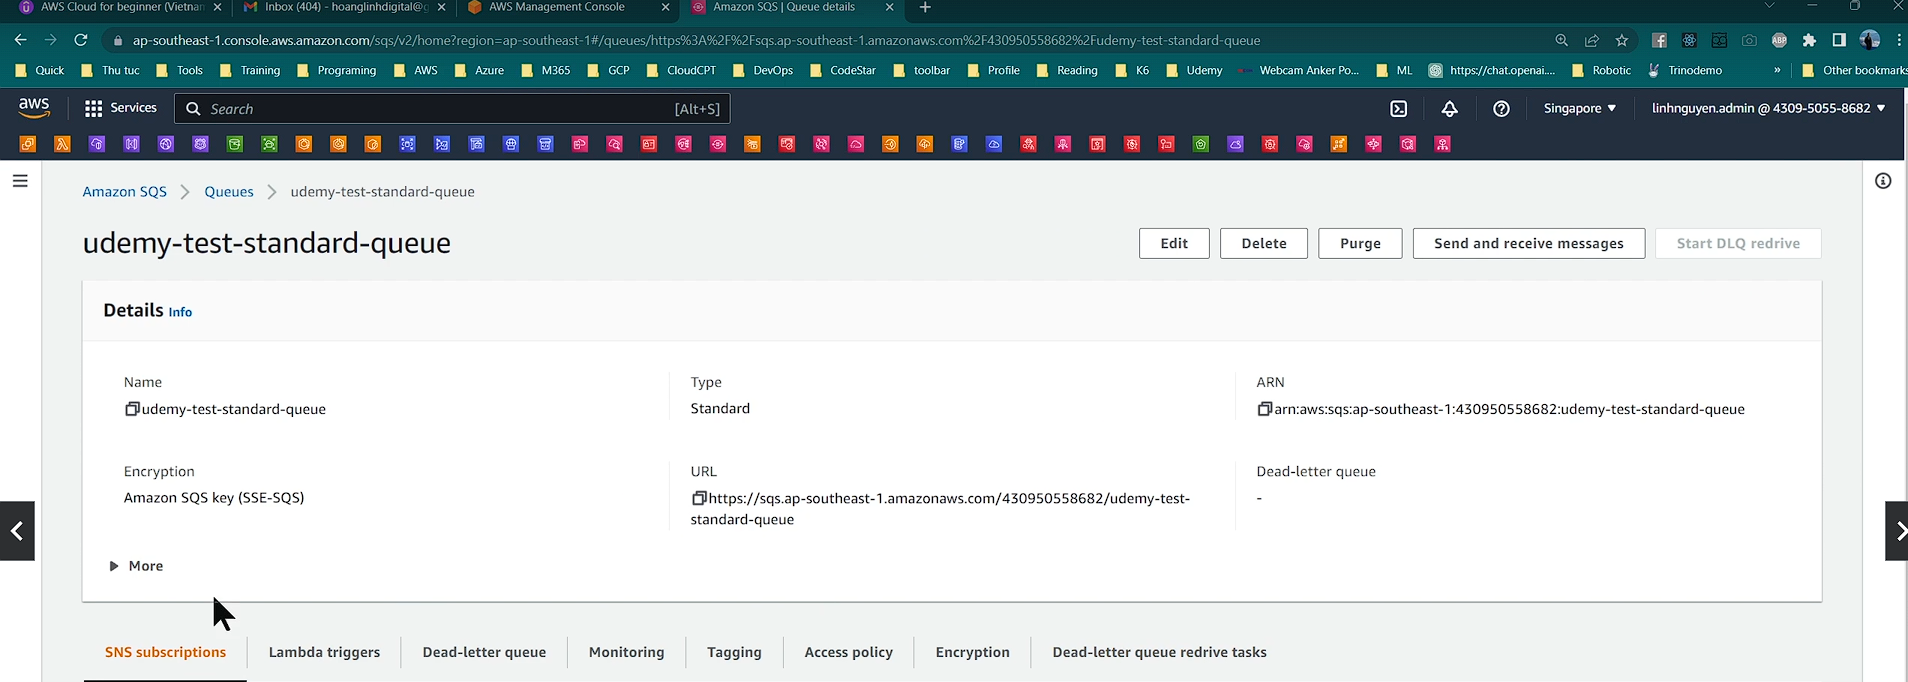 AWS Cloud for beginner (Vietnan
Inbox (404) - hoanglinhdigital@g
AWS Management Console
Amazon SQS | Queue details
ap-southeast-1.console.aws.amazon.com/sqs/v2/home?region=ap-southeast-1#/queues/https%3A%2F%2Fsqs.ap-southeast-1.amazonaws.com%2F430950558682%2Fudemy-test-standard-queue
Quick Thu tuc Tools Training Programing AWS Azure M365 GCP CloudCPT DevOps CodeStar toolbar Profile Reading K6 Udemy Webcam Anker Po... ML https://chat.openai.... Robotic Trinodemo » Other bookmarks
aws Services Search [Alt+S] Singapore linhnguyen.admin @ 4309-5055-8682
Amazon SQS Queues udemy-test-standard-queue
udemy-test-standard-queue
Edit Delete Purge Send and receive messages Start DLQ redrive
Details Info
Name Type ARN
udemy-test-standard-queue Standard arn:aws:sqs:ap-southeast-1:430950558682:udemy-test-standard-queue
Encryption URL Dead-letter queue
Amazon SQS key (SSE-SQS) https://sqs.ap-southeast-1.amazonaws.com/430950558682/udemy-test- -
standard-queue
More
SNS subscriptions Lambda triggers Dead-letter queue Monitoring Tagging Access policy Encryption Dead-letter queue redrive tasks